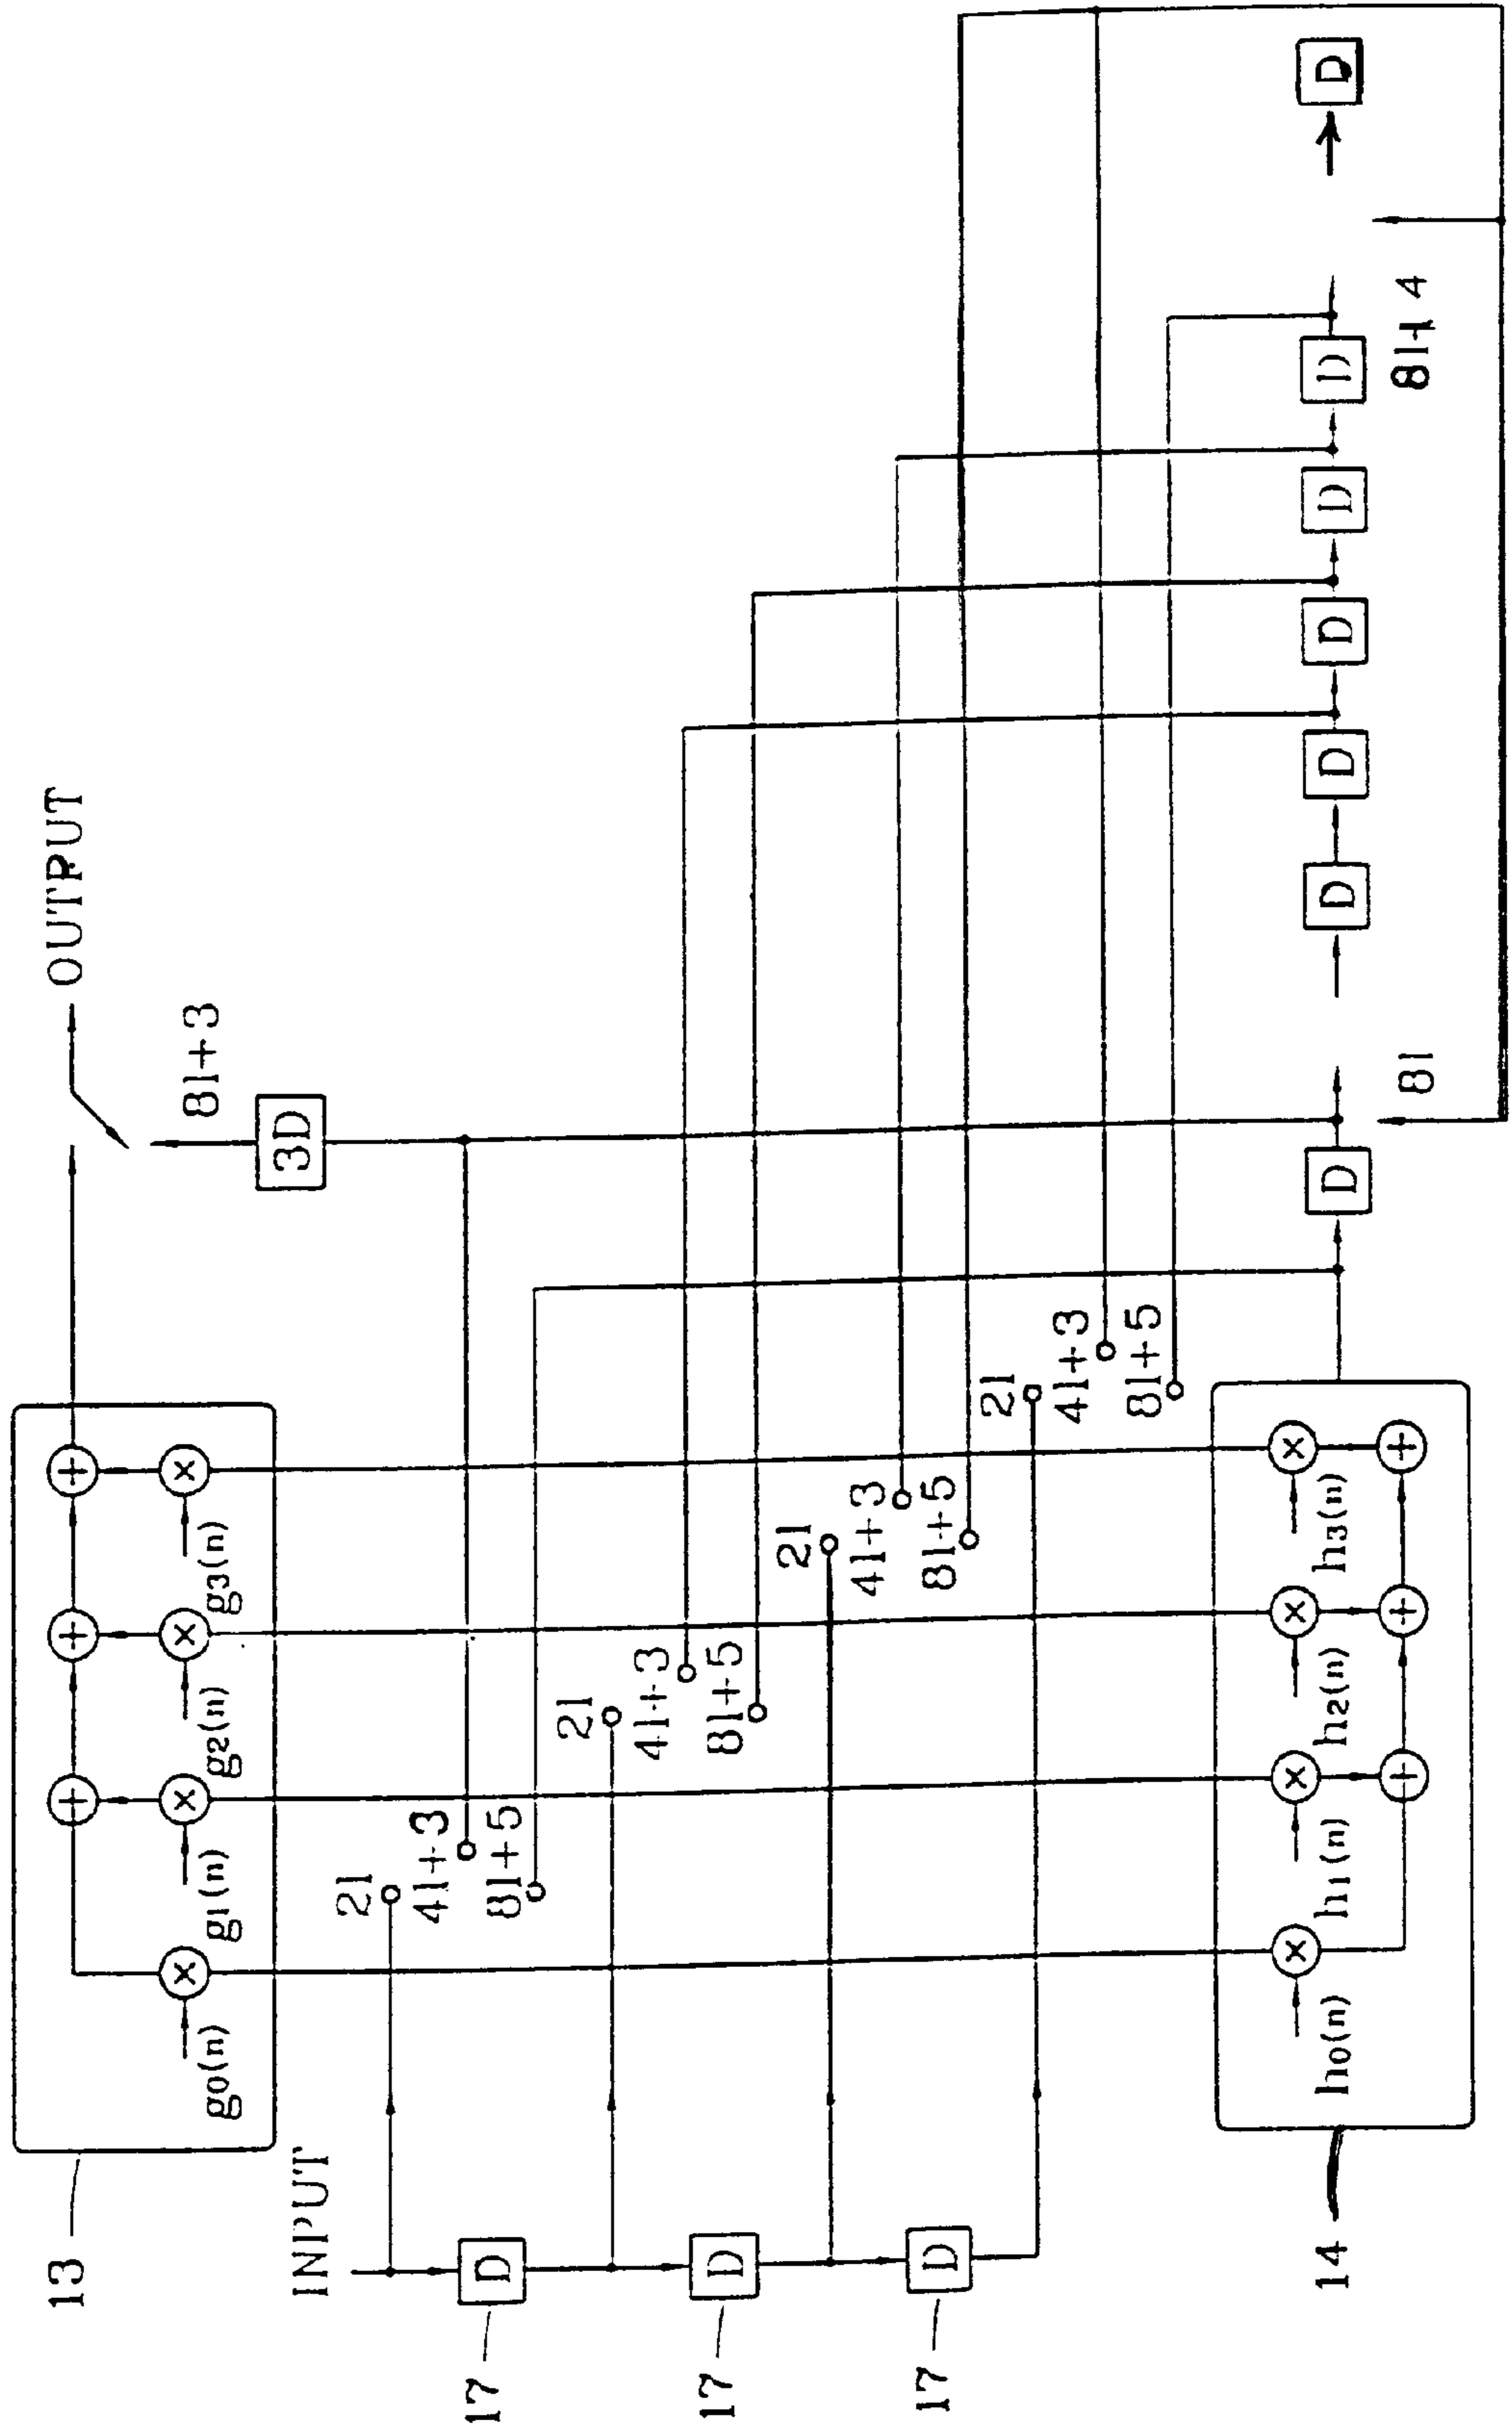 13
g0(n)
g1(n)
g2(n)
g3(n)
OUTPUT
8l+3
3D
INPUT
17
D
17
D
17
D
2l
4l+3
8l+5
2l
4l+3
8l+5
2l
4l+3
8l+5
2l
4l+3
8l+5
14
h0(n)
h1(n)
h2(n)
h3(n)
D
8l
D
D
D
D
D
8l+4
D